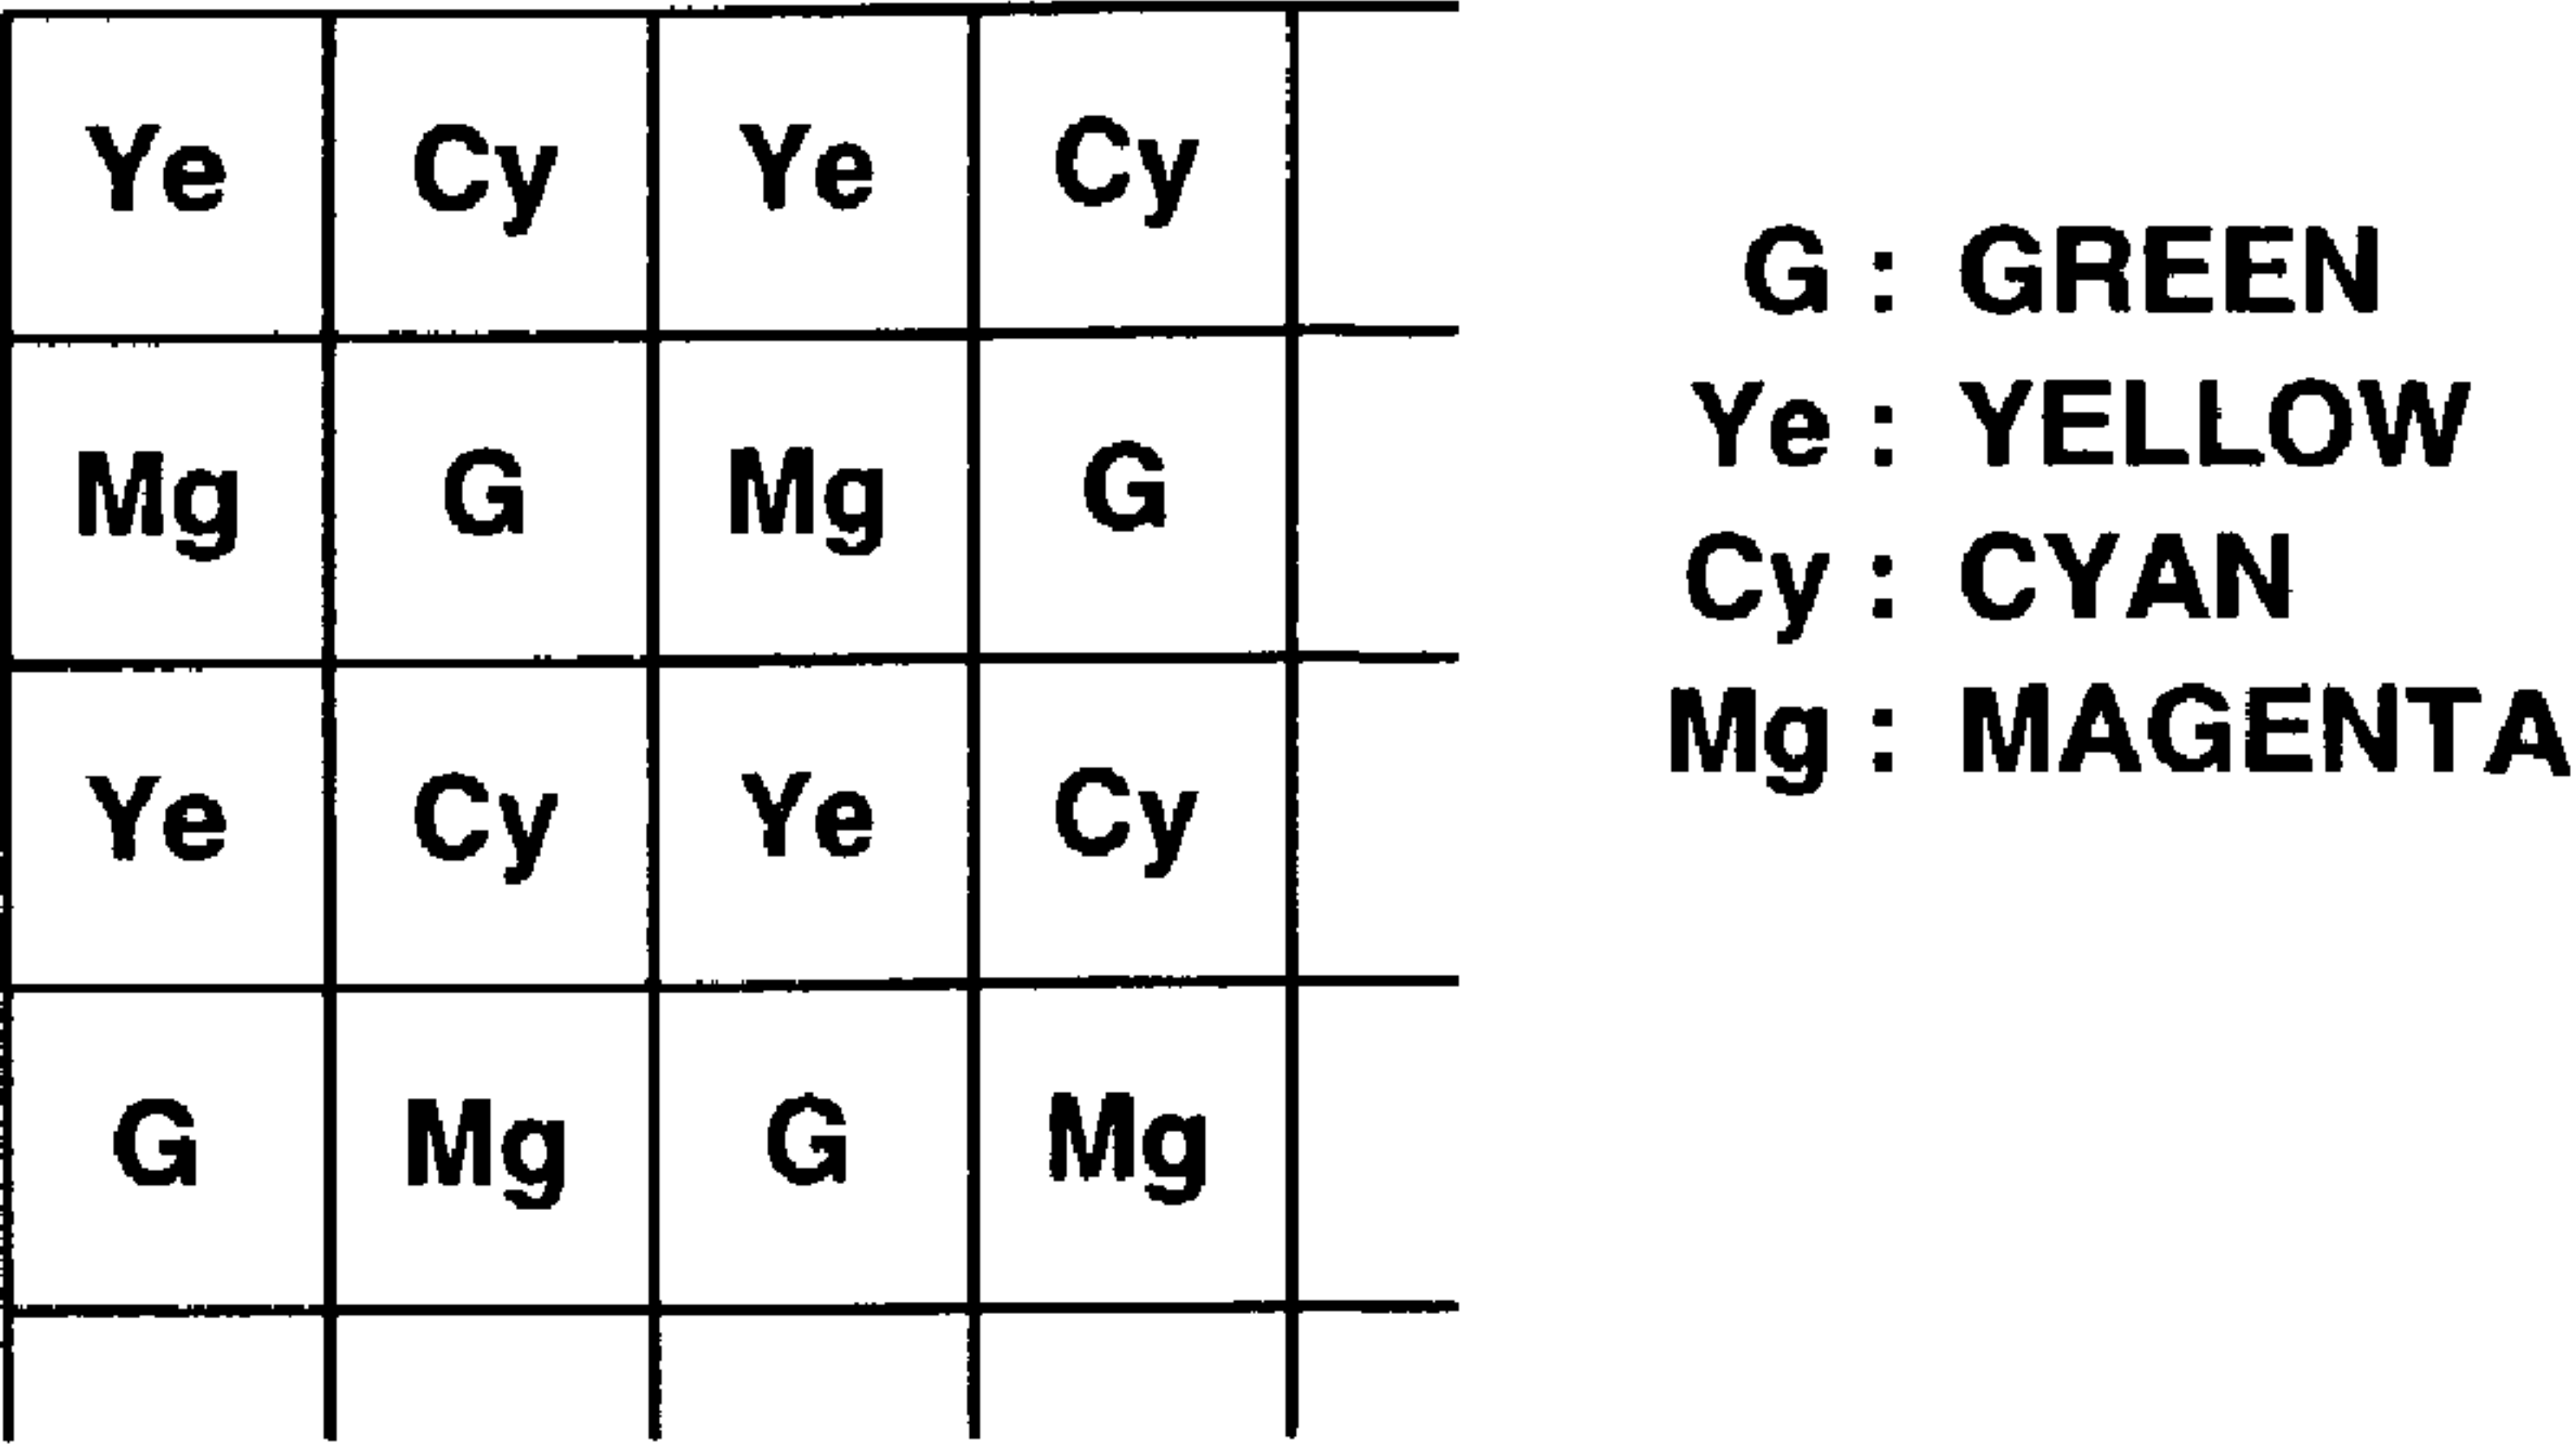 Ye Cy Ye Cy
Mg G Mg G
Ye Cy Ye Cy
G Mg G Mg
G : GREEN
Ye : YELLOW
Cy : CYAN
Mg : MAGENTA